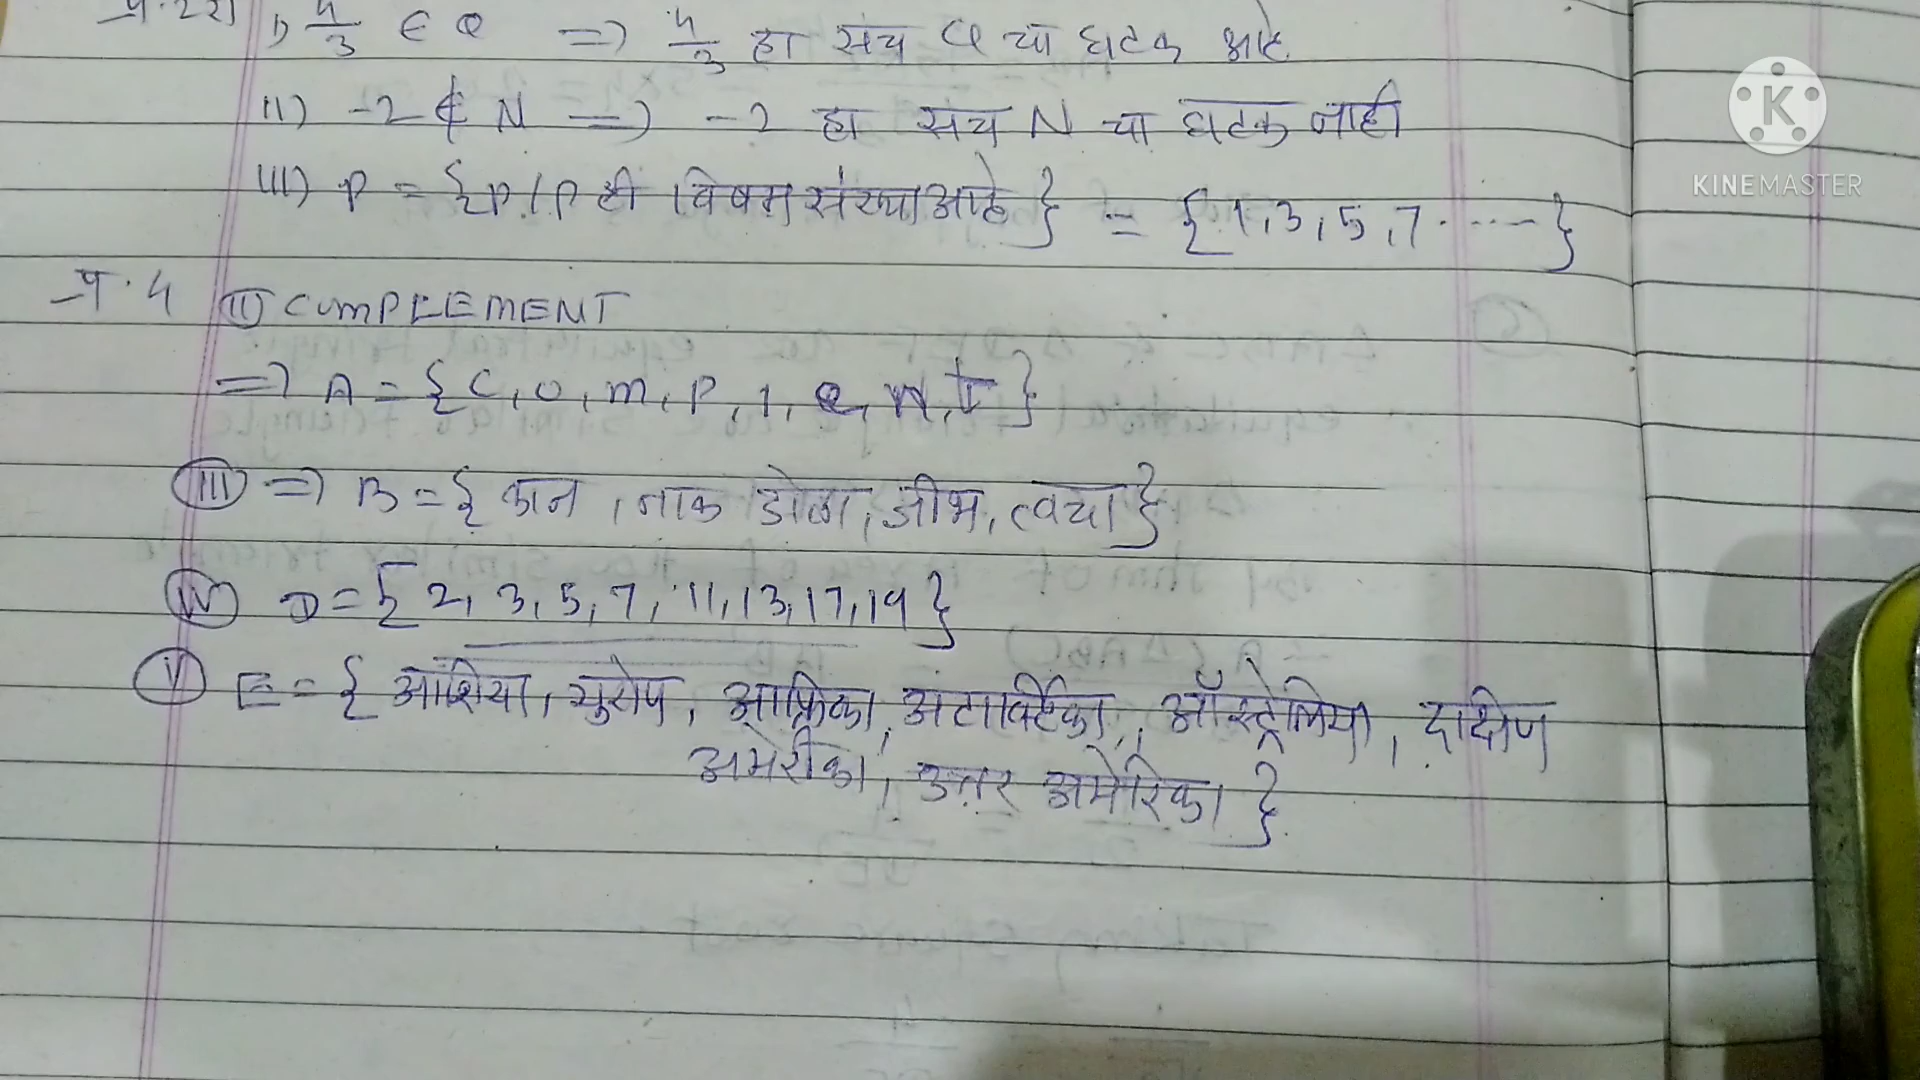 i) 4/3 ∈ Q => 4/3 हा संच Q चा घटक आहे.
II) -2 ∉ N => -2 हा संच N चा घटक नाही
III) P = {P/P ही विषम संख्या आहे} = {1,3,5,7.....}
प्र.4 (II) COMPLEMENT
=> A = {C, O, m, P, l, e, N, t}
(III) => B = {कान, नाक डोळा, जीभ, त्वचा}
(IV) D = {2, 3, 5, 7, 11, 13, 17, 19}
(V) E = {आशिया, युरोप, आफ्रिका, अंटार्क्टिका, ऑस्ट्रेलिया, दक्षिण
अमेरीका, उत्तर अमेरिका}
KINEMASTER